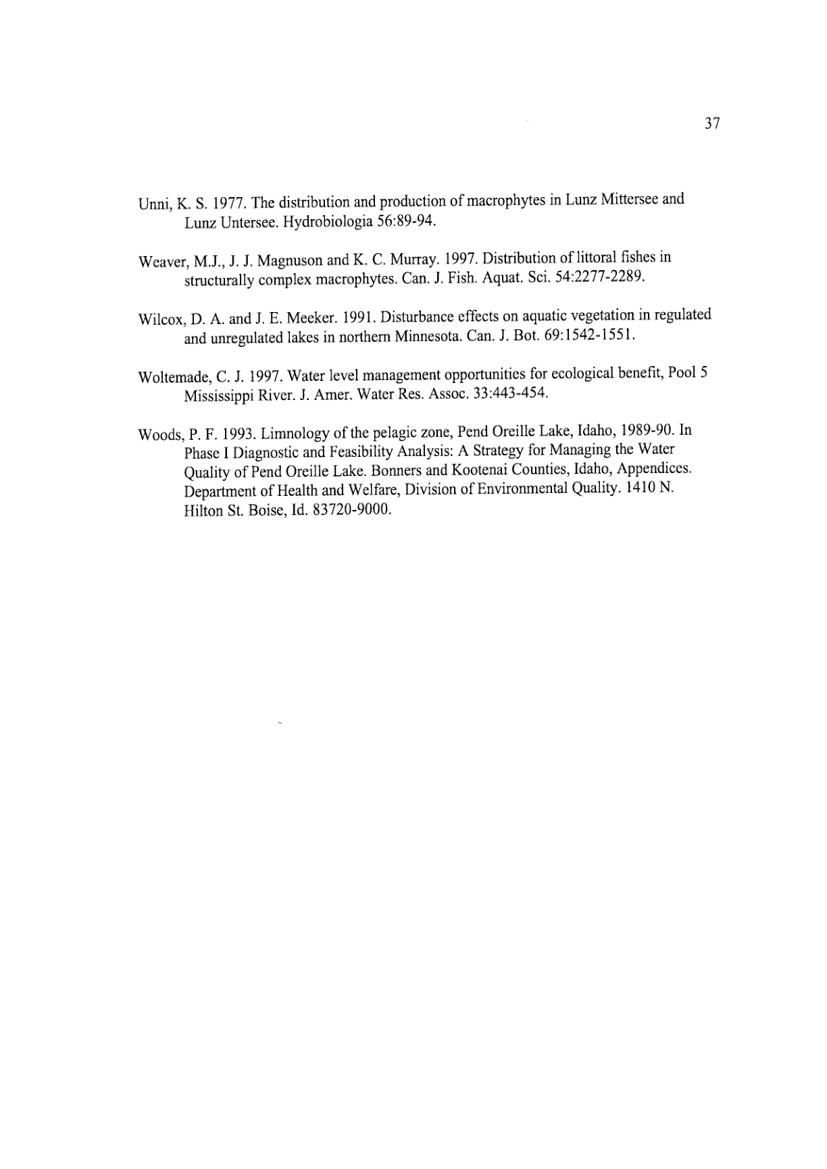 37
Unni, K. S. 1977. The distribution and production of macrophytes in Lunz Mittersee and
Lunz Untersee. Hydrobiologia 56:89-94.
Weaver, M.J., J. J. Magnuson and K. C. Murray. 1997. Distribution of littoral fishes in
structurally complex macrophytes. Can. J. Fish. Aquat. Sci. 54:2277-2289.
Wilcox, D. A. and J. E. Meeker. 1991. Disturbance effects on aquatic vegetation in regulated
and unregulated lakes in northern Minnesota. Can. J. Bot. 69:1542-1551.
Woltemade, C. J. 1997. Water level management opportunities for ecological benefit, Pool 5
Mississippi River. J. Amer. Water Res. Assoc. 33:443-454.
Woods, P. F. 1993. Limnology of the pelagic zone, Pend Oreille Lake, Idaho, 1989-90. In
Phase I Diagnostic and Feasibility Analysis: A Strategy for Managing the Water
Quality of Pend Oreille Lake. Bonners and Kootenai Counties, Idaho, Appendices.
Department of Health and Welfare, Division of Environmental Quality. 1410 N.
Hilton St. Boise, Id. 83720-9000.